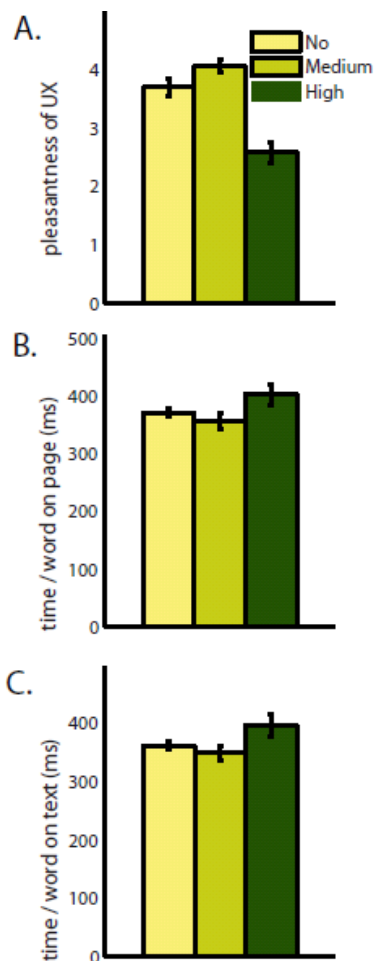 A.
No
Medium
High
pleasantness of UX
4
3
2
1
0
B.
time / word on page (ms)
500
400
300
200
100
0
C.
time / word on text (ms)
400
300
200
100
0